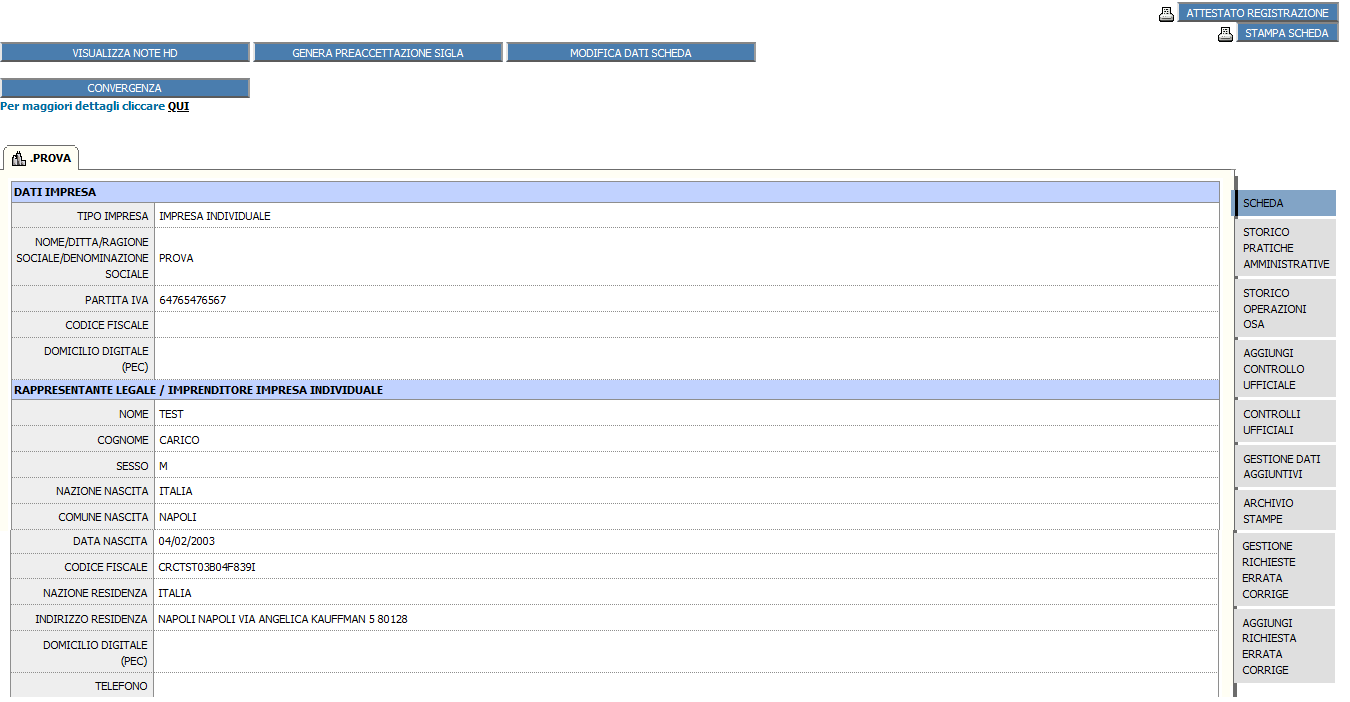 ATTESTATO REGISTRAZIONE
STAMPA SCHEDA
VISUALIZZA NOTE HD
GENERA PREACCETTAZIONE SIGLA
MODIFICA DATI SCHEDA
CONVERGENZA
Per maggiori dettagli cliccare QUI
.PROVA
DATI IMPRESA
TIPO IMPRESA IMPRESA INDIVIDUALE
NOME/DITTA/RAGIONE
SOCIALE/DENOMINAZIONE PROVA
SOCIALE
PARTITA IVA 64765476567
CODICE FISCALE
DOMICILIO DIGITALE
(PEC)
RAPPRESENTANTE LEGALE / IMPRENDITORE IMPRESA INDIVIDUALE
NOME TEST
COGNOME CARICO
SESSO M
NAZIONE NASCITA ITALIA
COMUNE NASCITA NAPOLI
DATA NASCITA 04/02/2003
CODICE FISCALE CRCTST03B04F839I
NAZIONE RESIDENZA ITALIA
INDIRIZZO RESIDENZA NAPOLI NAPOLI VIA ANGELICA KAUFFMAN 5 80128
DOMICILIO DIGITALE
(PEC)
TELEFONO
SCHEDA
STORICO
PRATICHE
AMMINISTRATIVE
STORICO
OPERAZIONI
OSA
AGGIUNGI
CONTROLLO
UFFICIALE
CONTROLLI
UFFICIALI
GESTIONE DATI
AGGIUNTIVI
ARCHIVIO
STAMPE
GESTIONE
RICHIESTE
ERRATA
CORRIGE
AGGIUNGI
RICHIESTA
ERRATA
CORRIGE